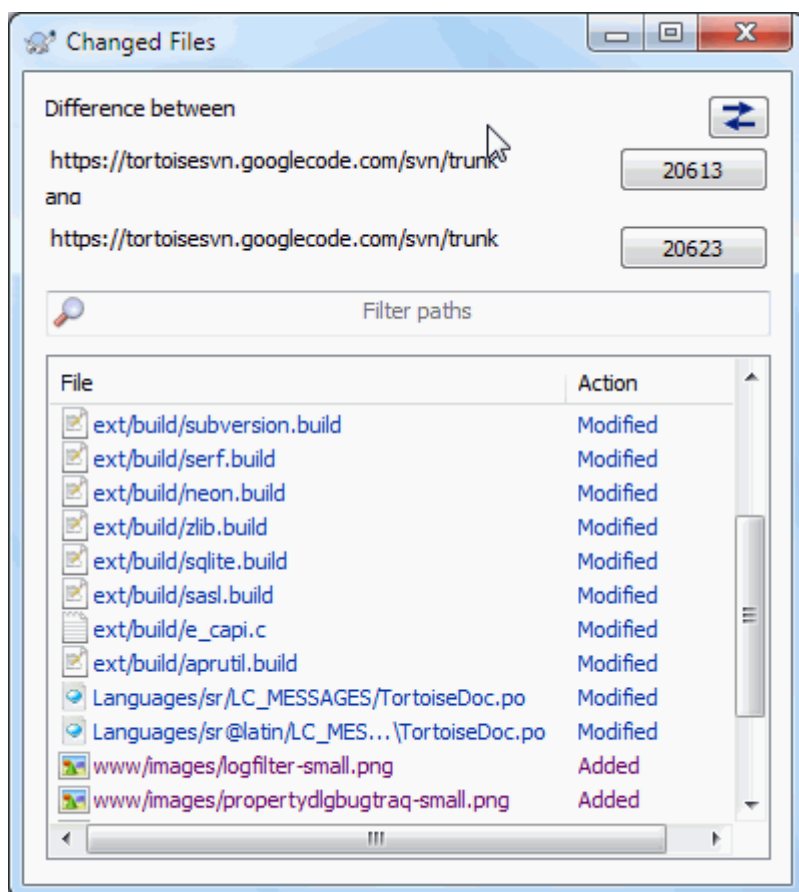 Changed Files
Difference between
https://tortoisesvn.googlecode.com/svn/trunk 20613
and
https://tortoisesvn.googlecode.com/svn/trunk 20623
Filter paths
File Action
ext/build/subversion.build Modified
ext/build/serf.build Modified
ext/build/neon.build Modified
ext/build/zlib.build Modified
ext/build/sqlite.build Modified
ext/build/sasl.build Modified
ext/build/e_capi.c Modified
ext/build/aprutil.build Modified
Languages/sr/LC_MESSAGES/TortoiseDoc.po Modified
Languages/sr@latin/LC_MES...\TortoiseDoc.po Modified
www/images/logfilter-small.png Added
www/images/propertydlgbugtraq-small.png Added